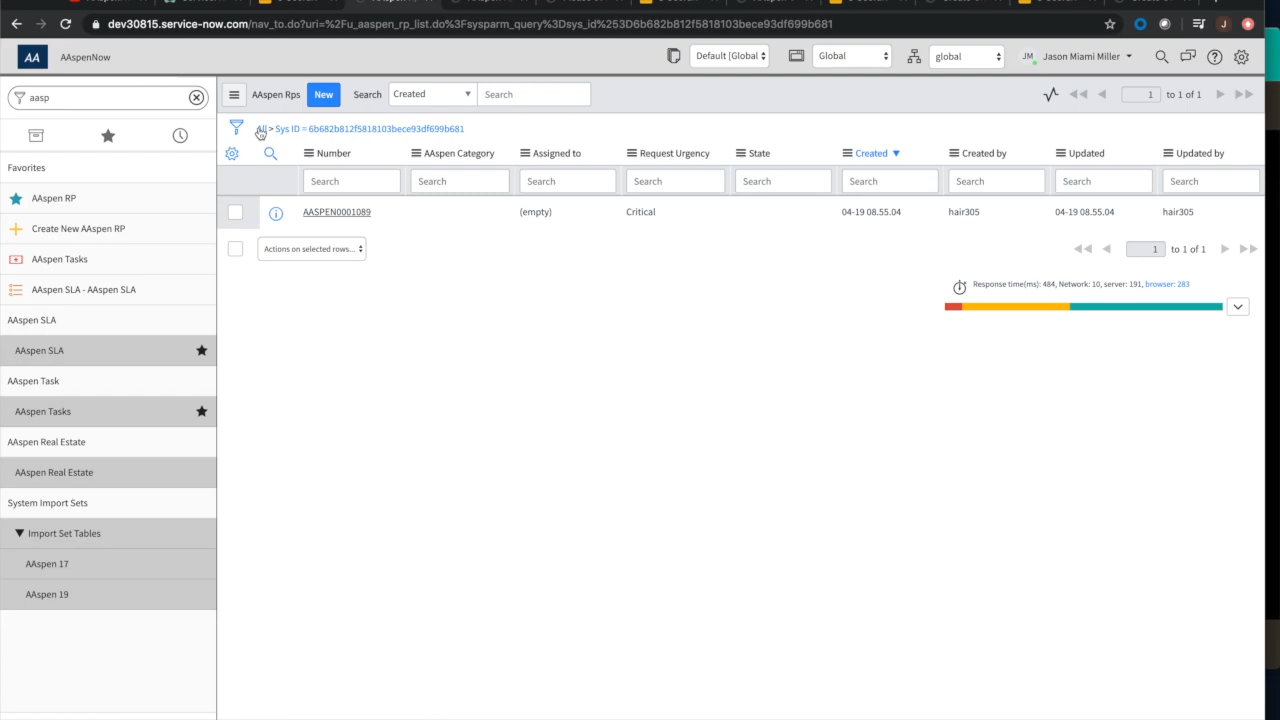 dev30815.service-now.com/nav_to.do?uri=%2Fu_aaspen_rp_list.do%3Fsysparm_query%3Dsys_id%253D6b682b812f5818103bece93df699b681
AA AAspenNow Default [Global Global global JM Jason Miami Miller
aasp
AAspen Rps New Search Created Search 1 to 1 of 1
> Sys ID = 6b682b812f5818103bece93df699b681
Number AAspen Category Assigned to Request Urgency State Created Created by Updated Updated by
Search Search Search Search Search Search Search Search Search
AASPEN0001089 (empty) Critical 04-19 08.55.04 hair305 04-19 08.55.04 hair305
Actions on selected rows... 1 to 1 of 1
Response time(ms): 484, Network: 10, server: 191, browser: 283
Favorites
AAspen RP
Create New AAspen RP
AAspen Tasks
AAspen SLA - AAspen SLA
AAspen SLA
AAspen SLA
AAspen Task
AAspen Tasks
AAspen Real Estate
AAspen Real Estate
System Import Sets
Import Set Tables
AAspen 17
AAspen 19